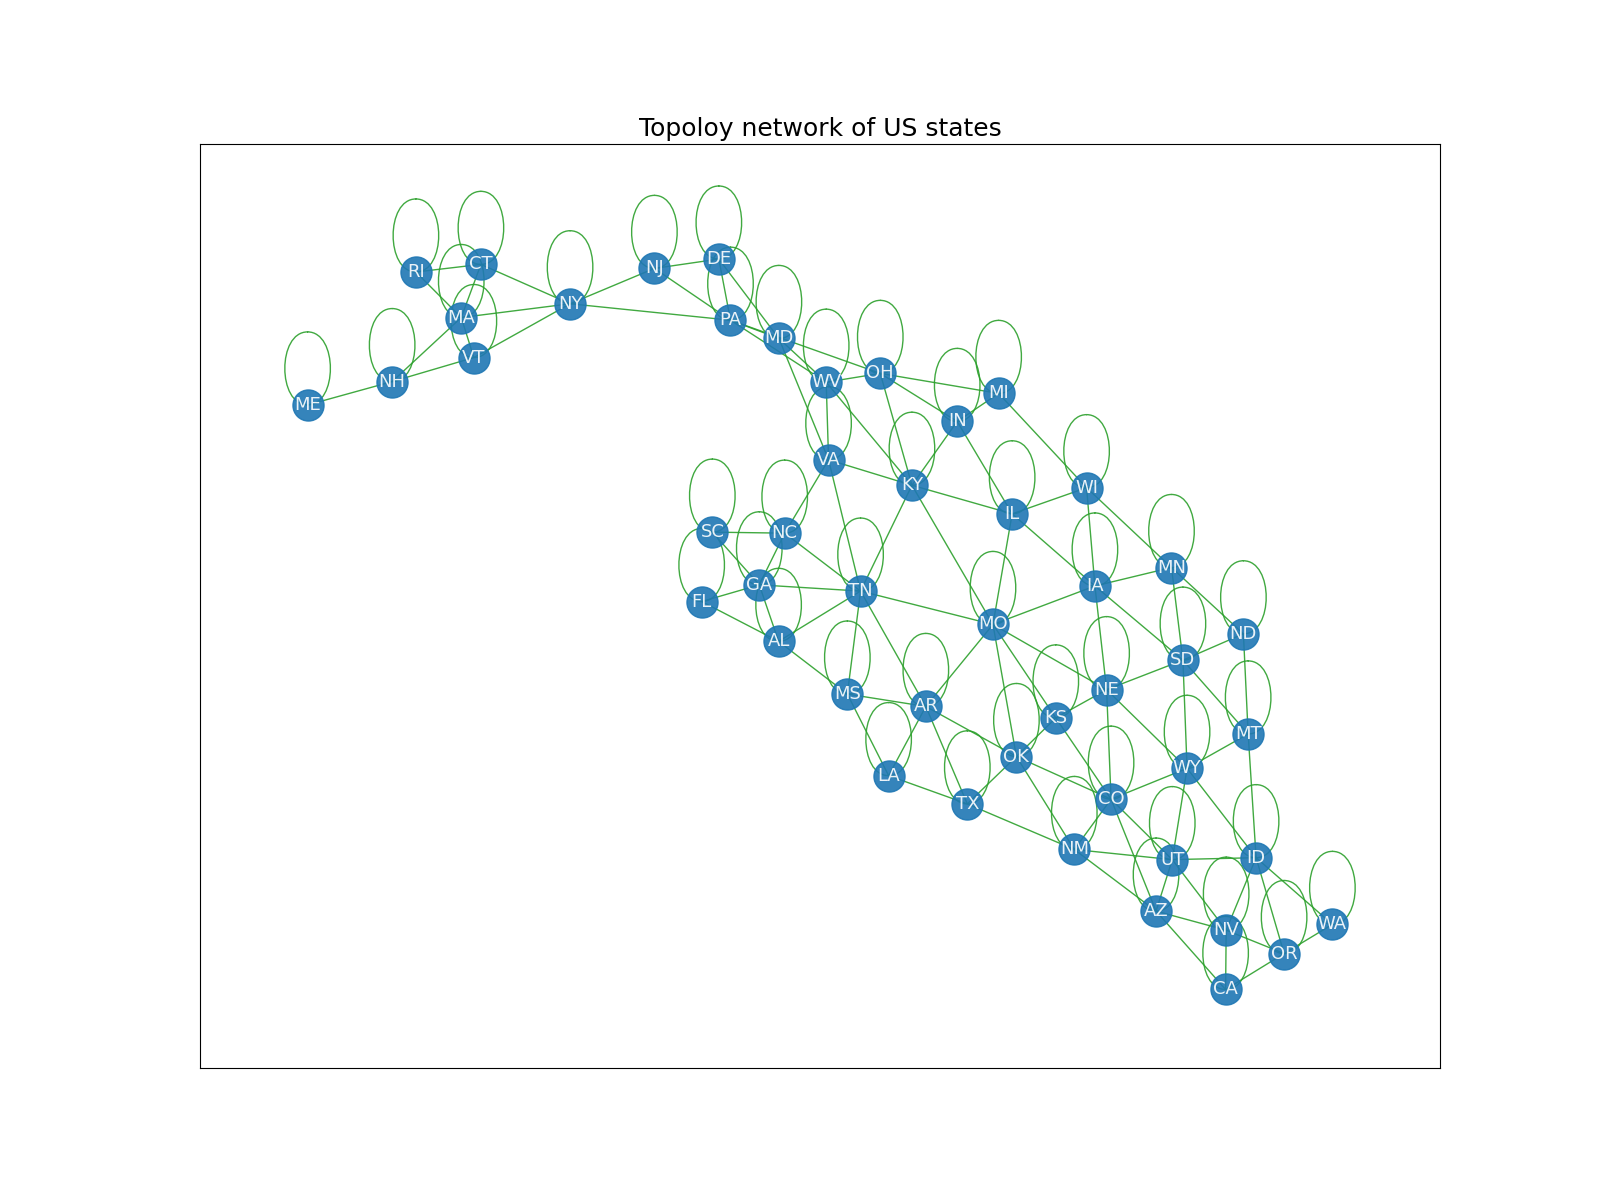 Topoloy network of US states
DE
CT
NJ
RI
NY
MA
PA
MD
VT
OH
NH
WV
MI
ME
IN
VA
KY
WI
IL
SC
NC
MN
GA
IA
TN
FL
MO
ND
AL
SD
NE
MS
AR
KS
MT
OK
WY
LA
CO
TX
NM
ID
UT
AZ
WA
NV
OR
CA